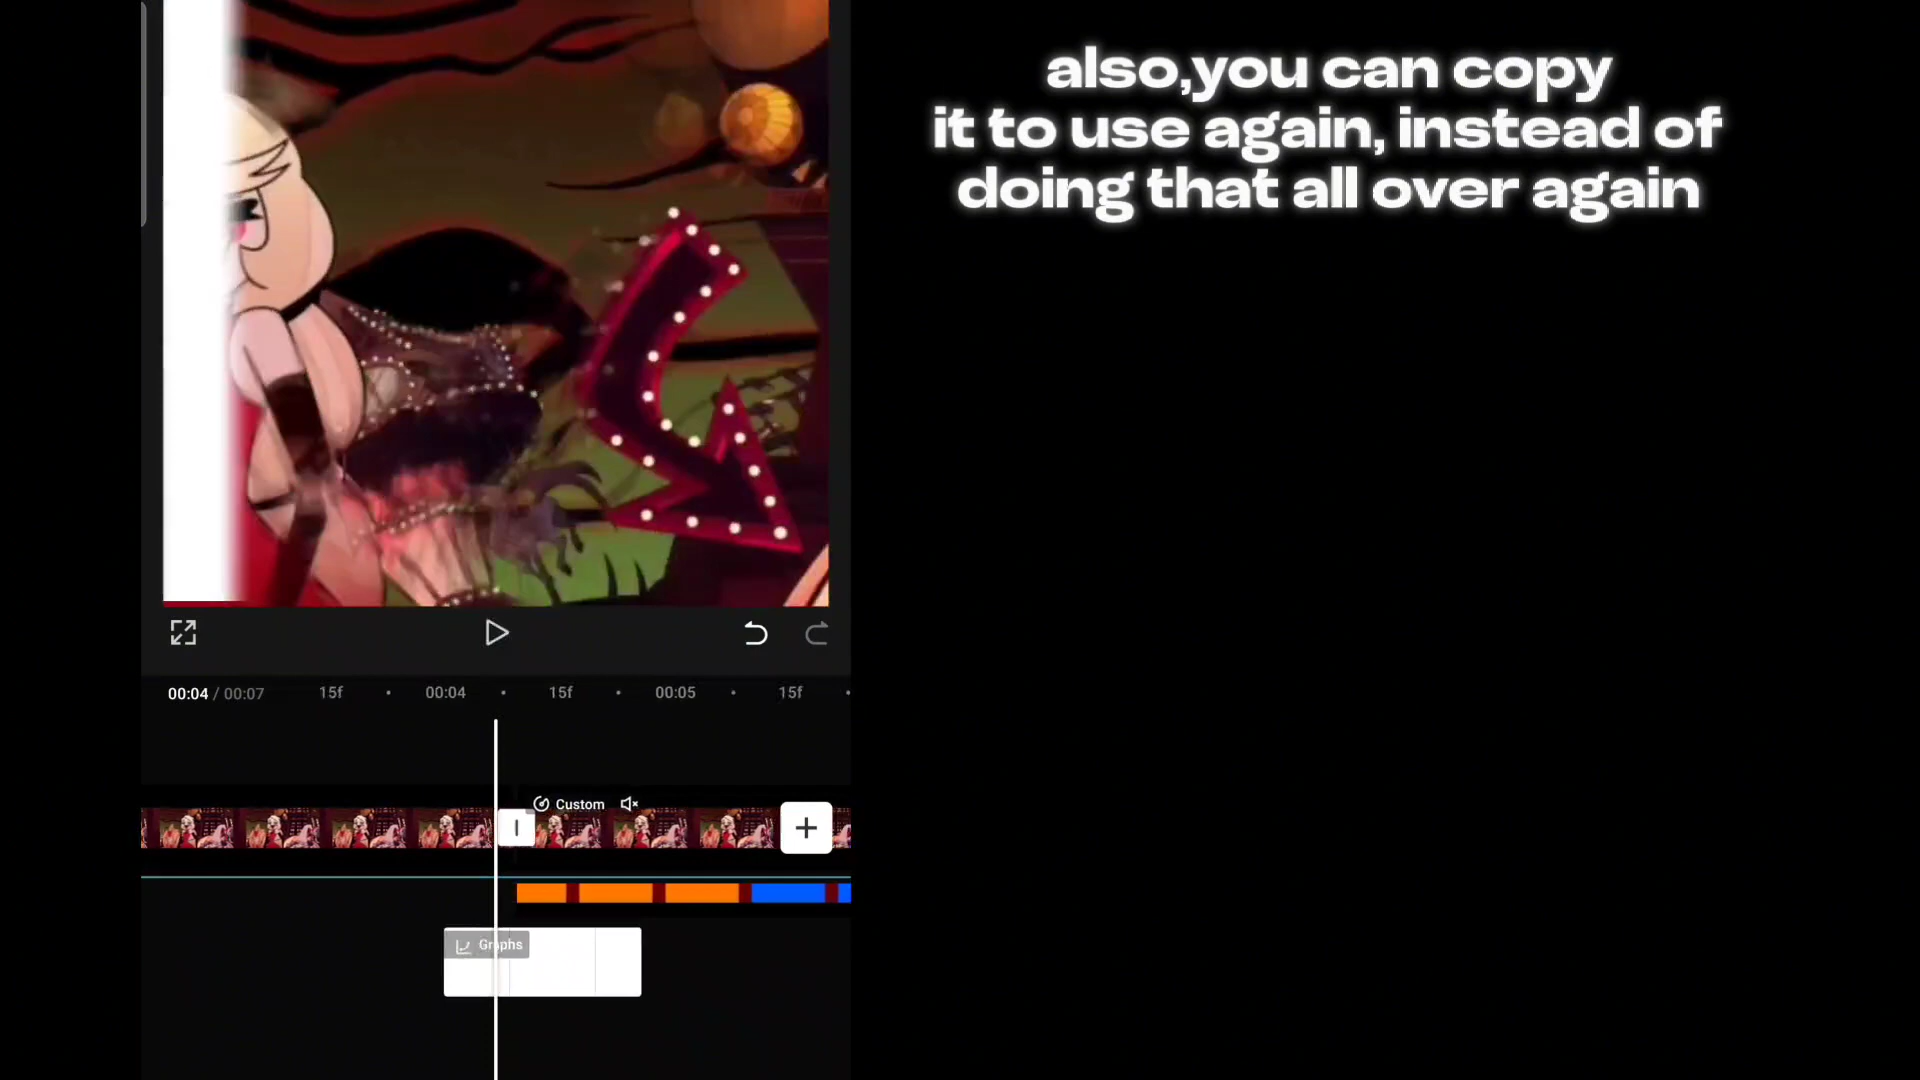 also,you can copy
it to use again, instead of
doing that all over again
00:04 / 00:07 15f 00:04 15f 00:05 15f
Custom
Graphs